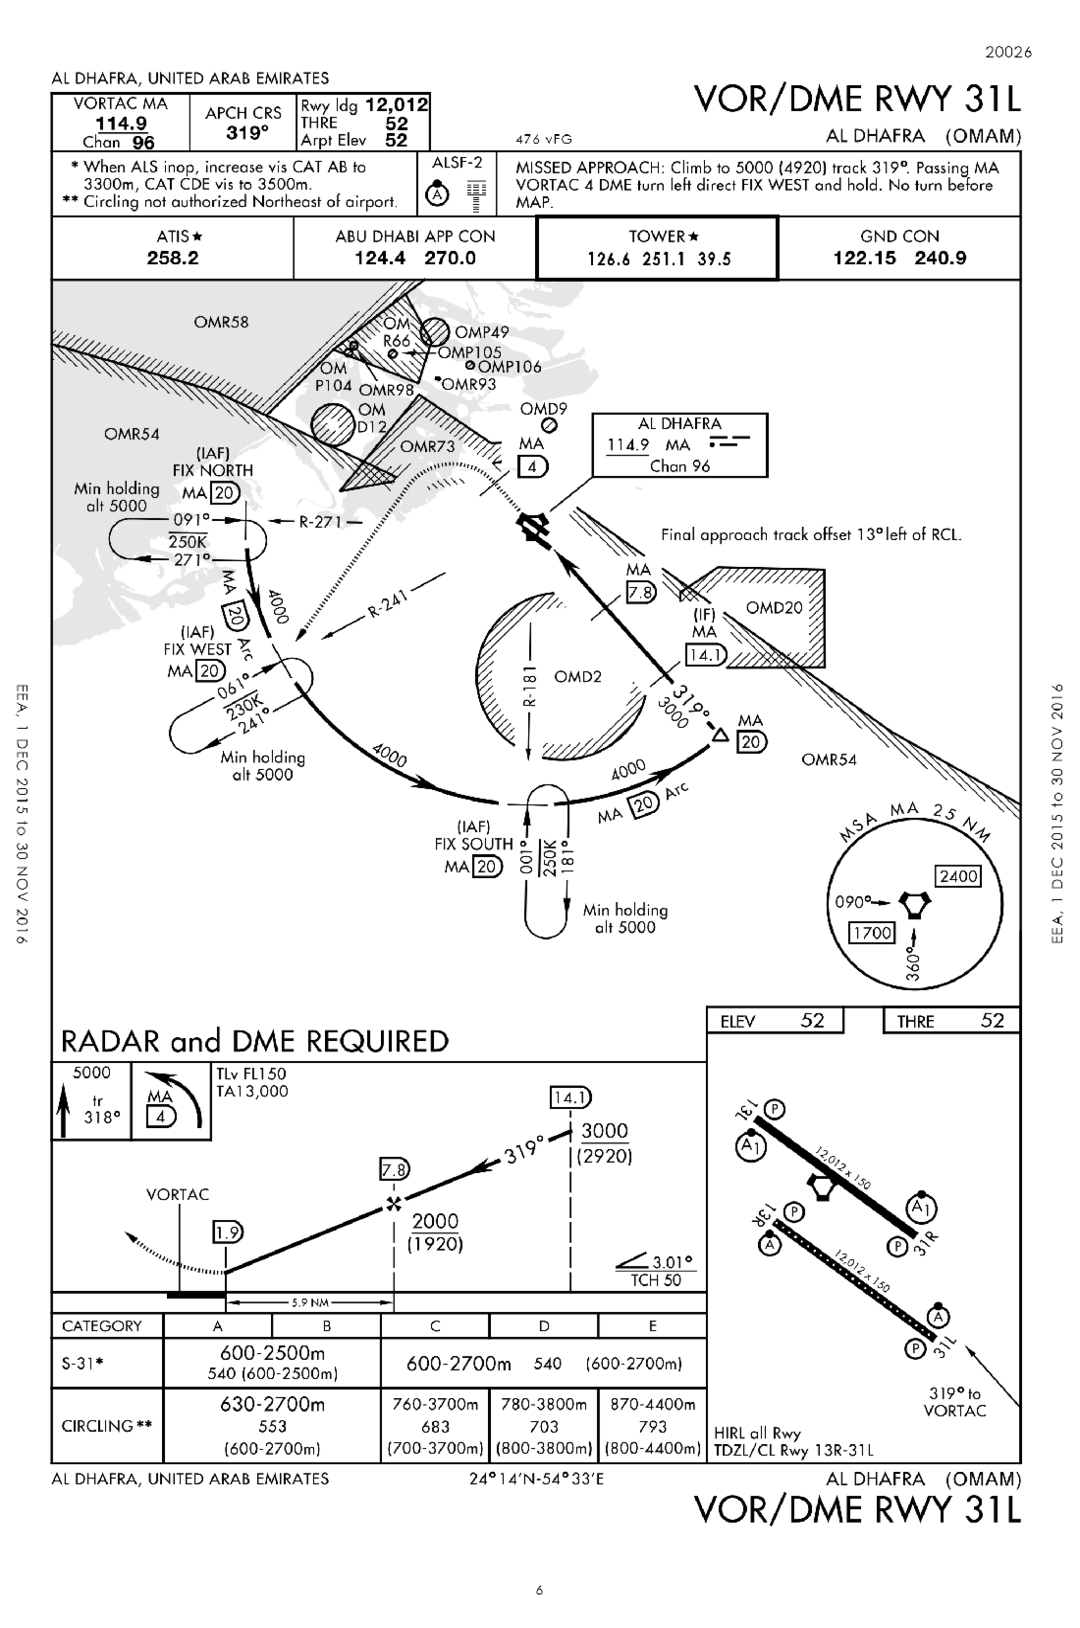 20026
AL DHAFRA, UNITED ARAB EMIRATES
VOR/DME RWY 31L
VORTAC MA
114.9
Chan 96
APCH CRS
319°
Rwy ldg 12,012
THRE 52
Arpt Elev 52
476 vFG
AL DHAFRA (OMAM)
* When ALS inop, increase vis CAT AB to
3300m, CAT CDE vis to 3500m.
** Circling not authorized Northeast of airport.
ALSF-2
A
MISSED APPROACH: Climb to 5000 (4920) track 319°. Passing MA
VORTAC 4 DME turn left direct FIX WEST and hold. No turn before
MAP.
ATIS★
258.2
ABU DHABI APP CON
124.4 270.0
TOWER★
126.6 251.1 39.5
GND CON
122.15 240.9
OMR58
OM
R66
OMP49
OMP105
OMP106
OM
P104
OMR98
OMR93
OM
D12
OMD9
OMR54
OMR73
MA
4
AL DHAFRA
114.9 MA
Chan 96
(IAF)
FIX NORTH
MA 20
Min holding
alt 5000
091°
250K
271°
R-271
Final approach track offset 13° left of RCL.
MA
7.8
MA 20 Arc
4000
R-241
(IF)
MA
14.1
OMD20
(IAF)
FIX WEST
MA 20
061°
230K
241°
Min holding
alt 5000
R-181
OMD2
319°
3000
MA
20
OMR54
4000
4000
MA 20 Arc
(IAF)
FIX SOUTH
MA 20
001°
250K
181°
Min holding
alt 5000
MSA MA 25 NM
2400
090°
1700
360°
EEA, 1 DEC 2015 to 30 NOV 2016
EEA, 1 DEC 2015 to 30 NOV 2016
RADAR and DME REQUIRED
ELEV 52
THRE 52
5000
tr
318°
MA
4
TLv FL150
TA13,000
14.1
319°
3000
(2920)
7.8
2000
(1920)
VORTAC
1.9
3.01°
TCH 50
5.9 NM
13L
P
A1
12,012 x 150
A1
P
31R
13R
P
A
12,012 x 150
A
P
31L
319° to
VORTAC
HIRL all Rwy
TDZL/CL Rwy 13R-31L
CATEGORY A B C D E
S-31* 600-2500m 540 (600-2500m) 600-2700m 540 (600-2700m)
CIRCLING** 630-2700m 553 (600-2700m) 760-3700m 683 (700-3700m) 780-3800m 703 (800-3800m) 870-4400m 793 (800-4400m)
AL DHAFRA, UNITED ARAB EMIRATES
24°14'N-54°33'E
AL DHAFRA (OMAM)
VOR/DME RWY 31L
6